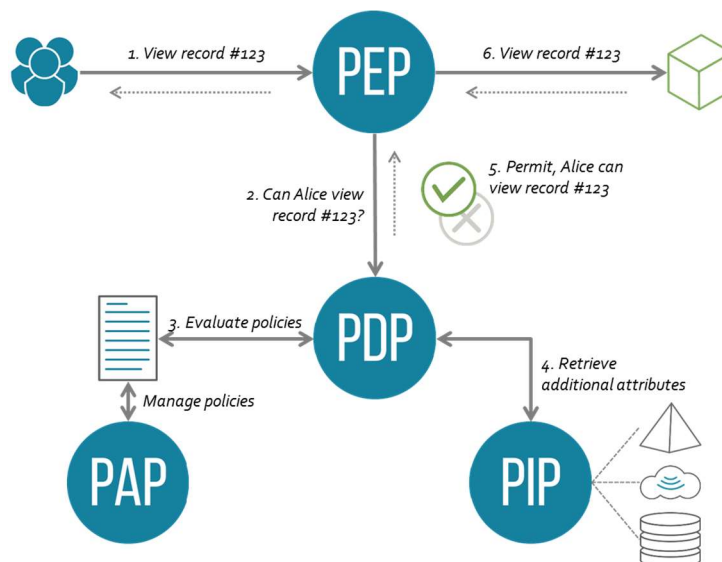 1. View record #123
PEP
6. View record #123
2. Can Alice view
record #123?
5. Permit, Alice can
view record #123
3. Evaluate policies
PDP
4. Retrieve
additional attributes
Manage policies
PAP
PIP